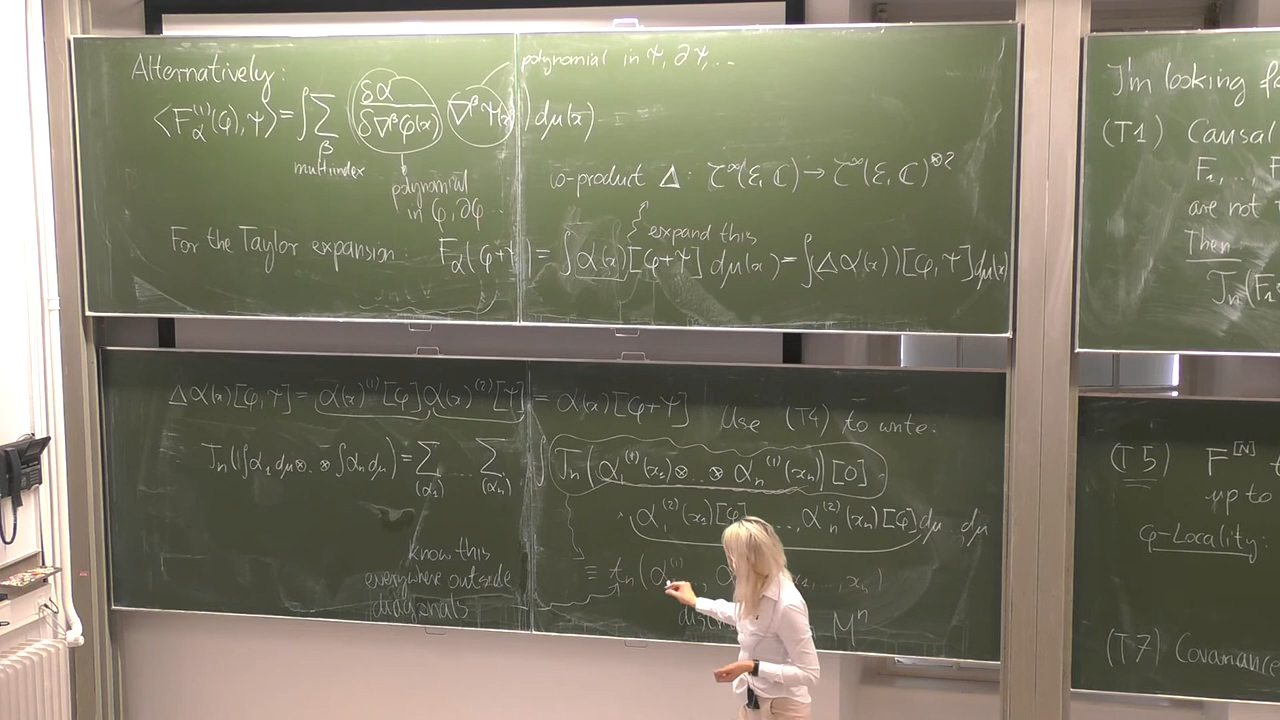 Alternatively:
polynomial in Ψ, ∂Ψ, ...
⟨F_α^(1)(φ), Ψ⟩ = ∫ Σ_β (δα / δ∇^βφ(x) ∇^βΨ(x)) dμ(x).
multiindex
polynomial
in φ, ∂φ ...
co-product Δ: C^∞(ℰ, ℂ) → C^∞(ℰ, ℂ)^⊗2
expand this
For the Taylor expansion: F_α(φ+Ψ) = ∫ α(x)[φ+Ψ] dμ(x) = ∫(Δα(x))[φ,Ψ] dμ(x)
Δα(x)[φ,Ψ] = α(x)^(1)[φ] α(x)^(2)[Ψ] = α(x)[φ+Ψ]
Use (T4) to write:
T_n(∫α_1 dμ ⊗..⊗ ∫α_n dμ) = Σ_(α_1) .... Σ_(α_n) ∫ T_n(α_1^(1)(x_1) ⊗..⊗ α_n^(1)(x_n))[0]
α_1^(2)(x_1)[φ] ..., α_n^(2)(x_n)[φ] dμ .. dμ
≡ t_n(α_1^(1)
x_n)
know this
everywhere outside
diagonals
M^n
I'm looking
(T1) Causal
F_1, .., F
are not
Then
T_n(F_1
(T5) F^[N]
up to
φ-Locality:
(T7) Covariance